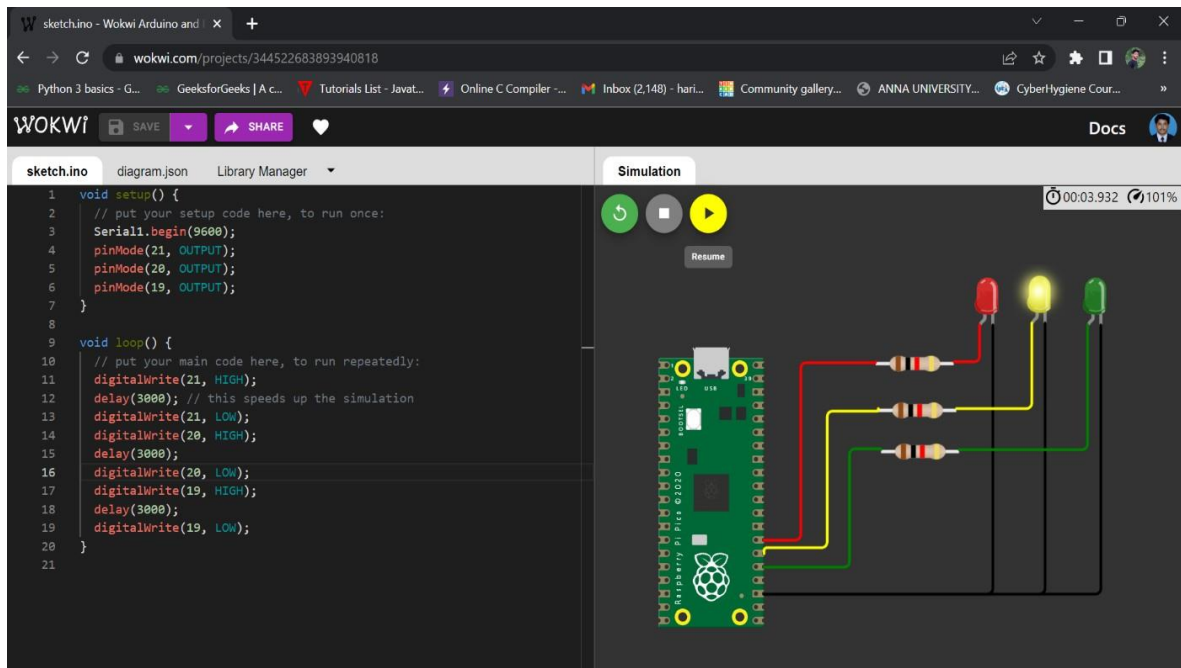 sketch.ino - Wokwi Arduino and
wokwi.com/projects/344522683893940818
Python 3 basics - G... GeeksforGeeks | A c... Tutorials List - Javat... Online C Compiler -... Inbox (2,148) - hari... Community gallery... ANNA UNIVERSITY... CyberHygiene Cour... »
WOKWi SAVE SHARE Docs
sketch.ino diagram.json Library Manager Simulation
1 void setup() {
2 // put your setup code here, to run once:
3 Serial1.begin(9600);
4 pinMode(21, OUTPUT);
5 pinMode(20, OUTPUT);
6 pinMode(19, OUTPUT);
7 }
8
9 void loop() {
10 // put your main code here, to run repeatedly:
11 digitalWrite(21, HIGH);
12 delay(3000); // this speeds up the simulation
13 digitalWrite(21, LOW);
14 digitalWrite(20, HIGH);
15 delay(3000);
16 digitalWrite(20, LOW);
17 digitalWrite(19, HIGH);
18 delay(3000);
19 digitalWrite(19, LOW);
20 }
21
00:03.932 101%
Resume
LED USB
BOOTSEL
Raspberry Pi Pico ©2020